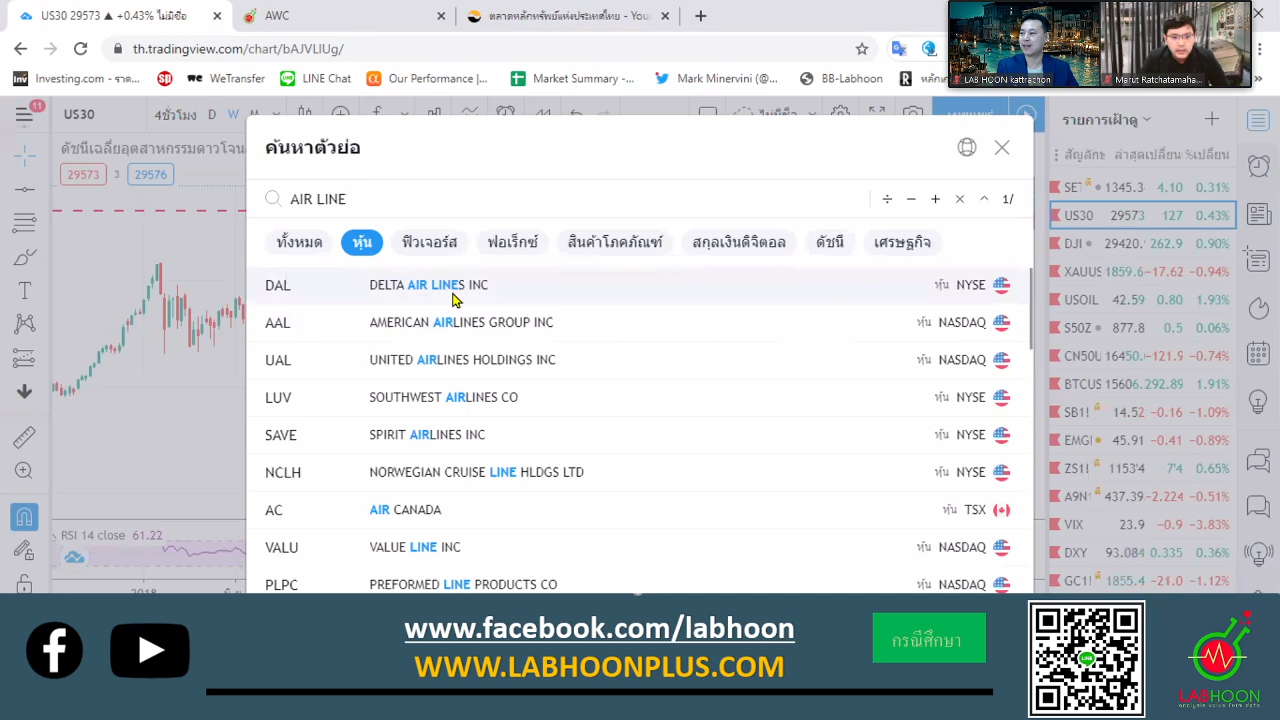 US30 29573 ▲ +0.43% ไม่มีชื่อ
AWC
ตลาดหลักทรัพย์แห่งประเทศไทย - You
th.tradingview.com/chart/bAJVLlUg/
Investing.com - ราค...
WeTransfer
LINE Chat
Our Performance |...
Market Summary -...
Mark Minervini (@...
BB-Labhoon
LAB HOON kattrachon
Marut Ratchatamaha...
11
US30
4ชั่วโมง D W M
ไม่มีชื่อ
ดัชนีเฉลี่ยอุตสาหกรรมดาวโจน
29573 3 29576
ค้นหาตัวย่อ
AIR LINE
÷ − + × ^ 1/
ทั้งหมด หุ้น ฟิวเจอร์ส ฟอเร็กซ์ สินค้าโภคภัณฑ์ สกุลเงินดิจิตอล ดัชนี เศรษฐกิจ
DAL DELTA AIR LINES INC หุ้น NYSE
AAL AMERICAN AIRLINES GROUP INC หุ้น NASDAQ
UAL UNITED AIRLINES HOLDINGS INC หุ้น NASDAQ
LUV SOUTHWEST AIRLINES CO หุ้น NYSE
SAVE SPIRIT AIRLINES INC หุ้น NYSE
NCLH NORWEGIAN CRUISE LINE HLDGS LTD หุ้น NYSE
AC AIR CANADA หุ้น TSX
VALU VALUE LINE INC หุ้น NASDAQ
PLPC PREFORMED LINE PRODUCTS CO หุ้น NASDAQ
RSI 14 close 61.22
2018
รายการเฝ้าดู
สัญลักษ ล่าสุด เปลี่ยน %เปลี่ยน
SET 1345.3 4.10 0.31%
US30 29573 127 0.43%
DJI 29420. 262.9 0.90%
XAUUS 1859.6 -17.62 -0.94%
USOIL 42.59 0.80 1.93%
S50Z 877.8 0.5 0.06%
CN50U 16450. -121.9 -0.74%
BTCUS 15606. 292.89 1.91%
SB1! 14.52 -0.16 -1.09%
EMGI 45.91 -0.41 -0.89%
ZS1! 1153'4 7'4 0.65%
A9N1 437.39 -2.224 -0.51%
VIX 23.9 -0.9 -3.83%
DXY 93.084 0.335 0.36%
GC1! 1855.4 -21.0 -1.12%
www.facebook.com/labhoon
WWW.LABHOONPLUS.COM
กรณีศึกษา
LINE
LABHOON
analysis value form data